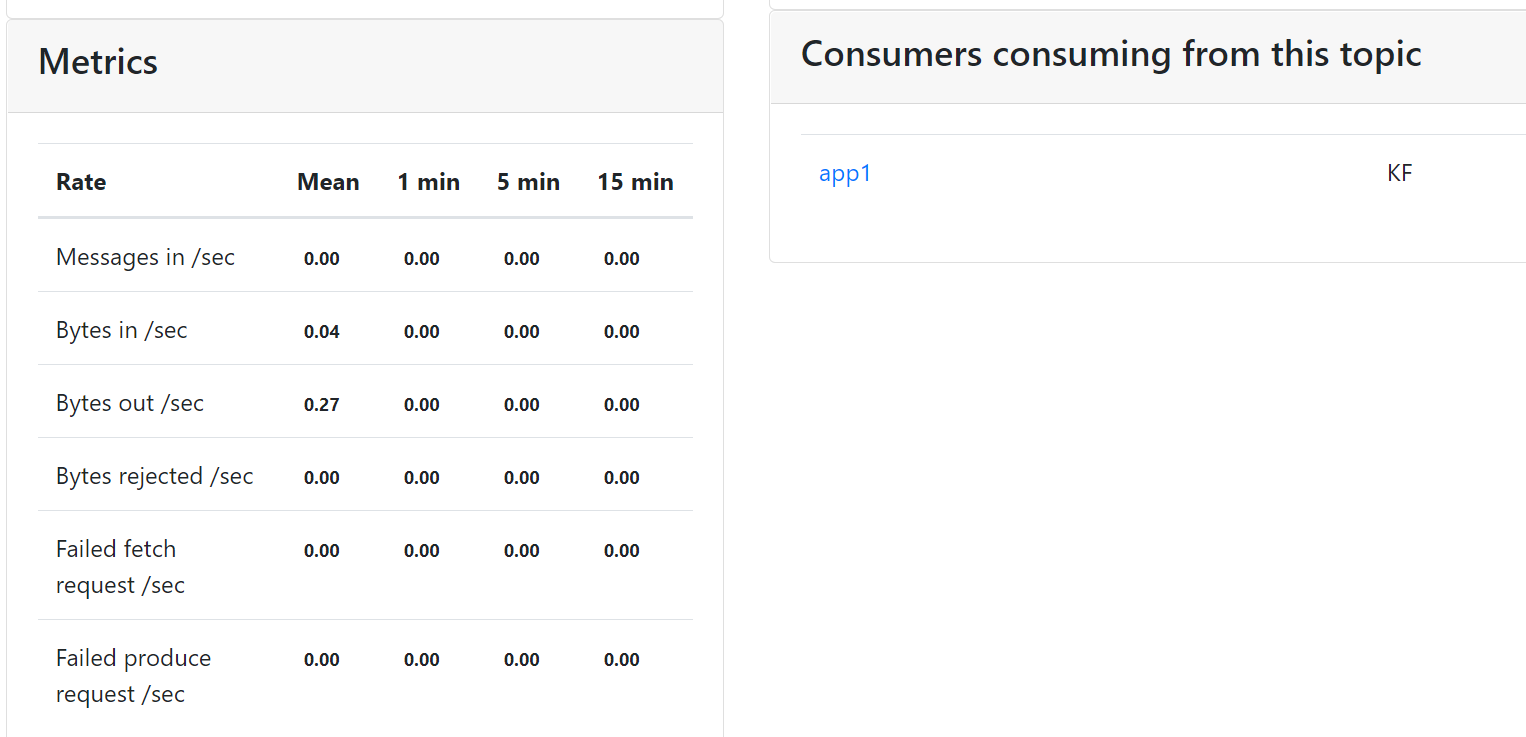 Metrics
Rate Mean 1 min 5 min 15 min
Messages in /sec 0.00 0.00 0.00 0.00
Bytes in /sec 0.04 0.00 0.00 0.00
Bytes out /sec 0.27 0.00 0.00 0.00
Bytes rejected /sec 0.00 0.00 0.00 0.00
Failed fetch 0.00 0.00 0.00 0.00
request /sec
Failed produce 0.00 0.00 0.00 0.00
request /sec
Consumers consuming from this topic
app1 KF